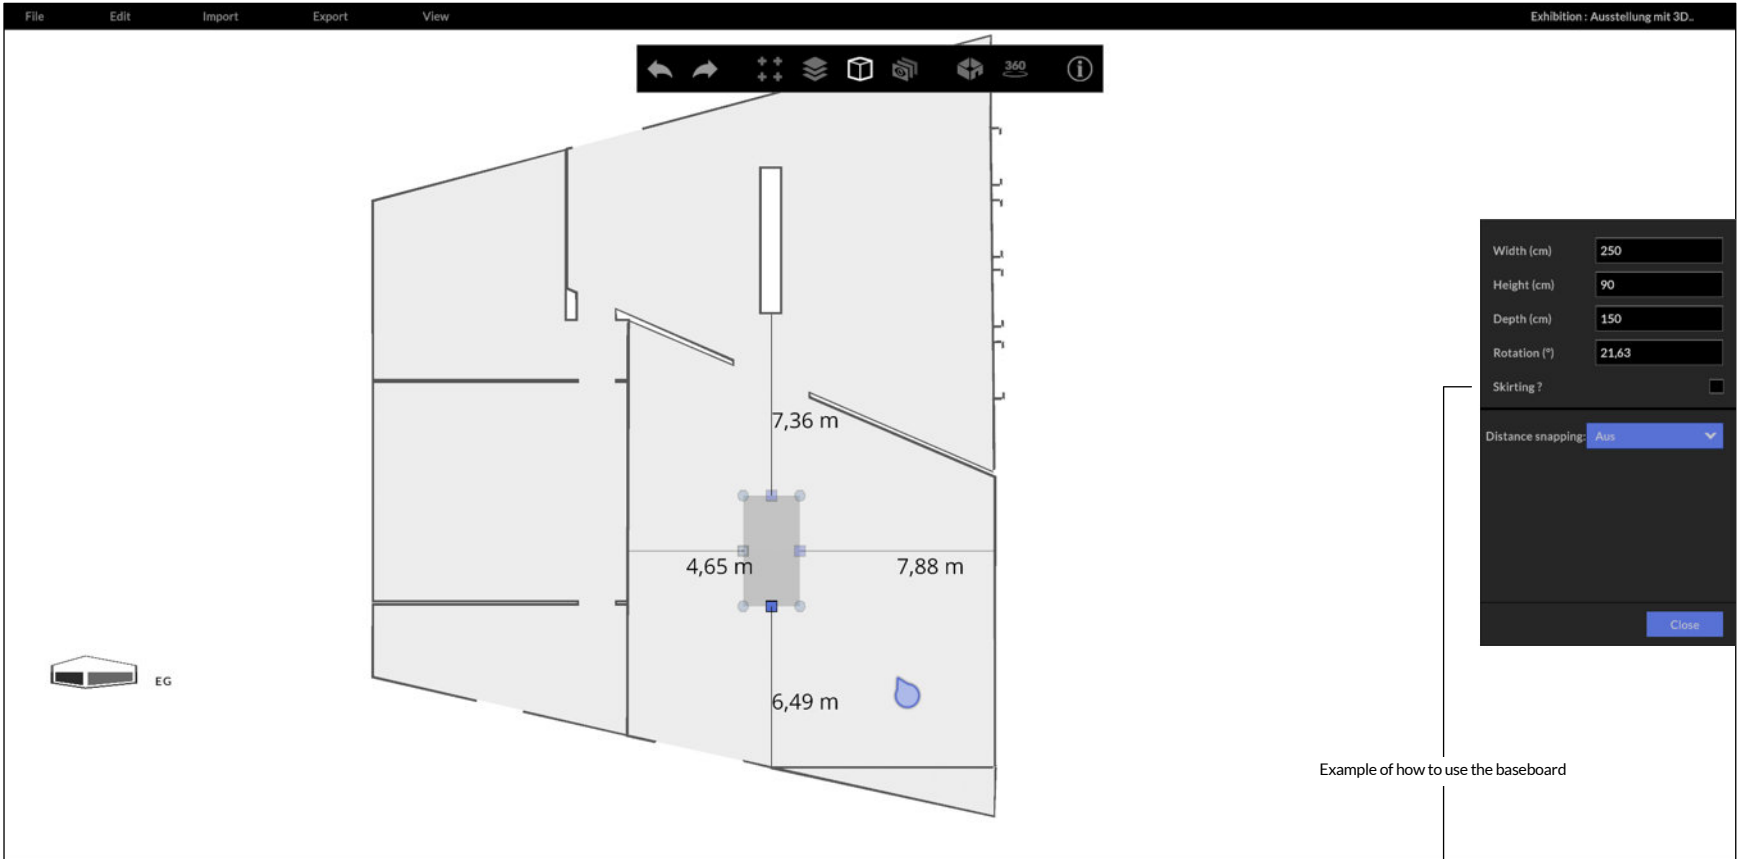 File Edit Import Export View Exhibition : Ausstellung mit 3D..
360
Width (cm) 250
Height (cm) 90
Depth (cm) 150
Rotation (°) 21,63
Skirting ?
Distance snapping: Aus
Close
7,36 m
4,65 m
7,88 m
6,49 m
EG
Example of how to use the baseboard